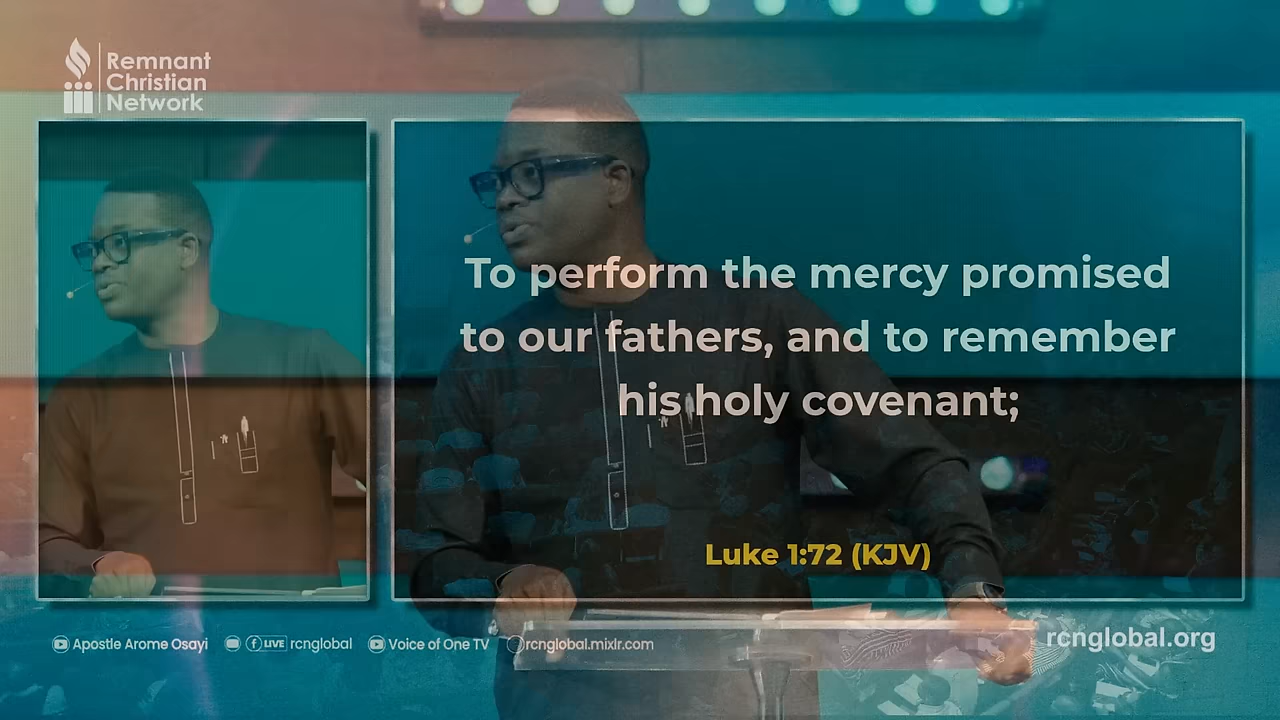 Remnant
Christian
Network
To perform the mercy promised
to our fathers, and to remember
his holy covenant;
Luke 1:72 (KJV)
Apostle Arome Osayi
LIVE rcnglobal
Voice of One TV
rcnglobal.mixlr.com
rcnglobal.org